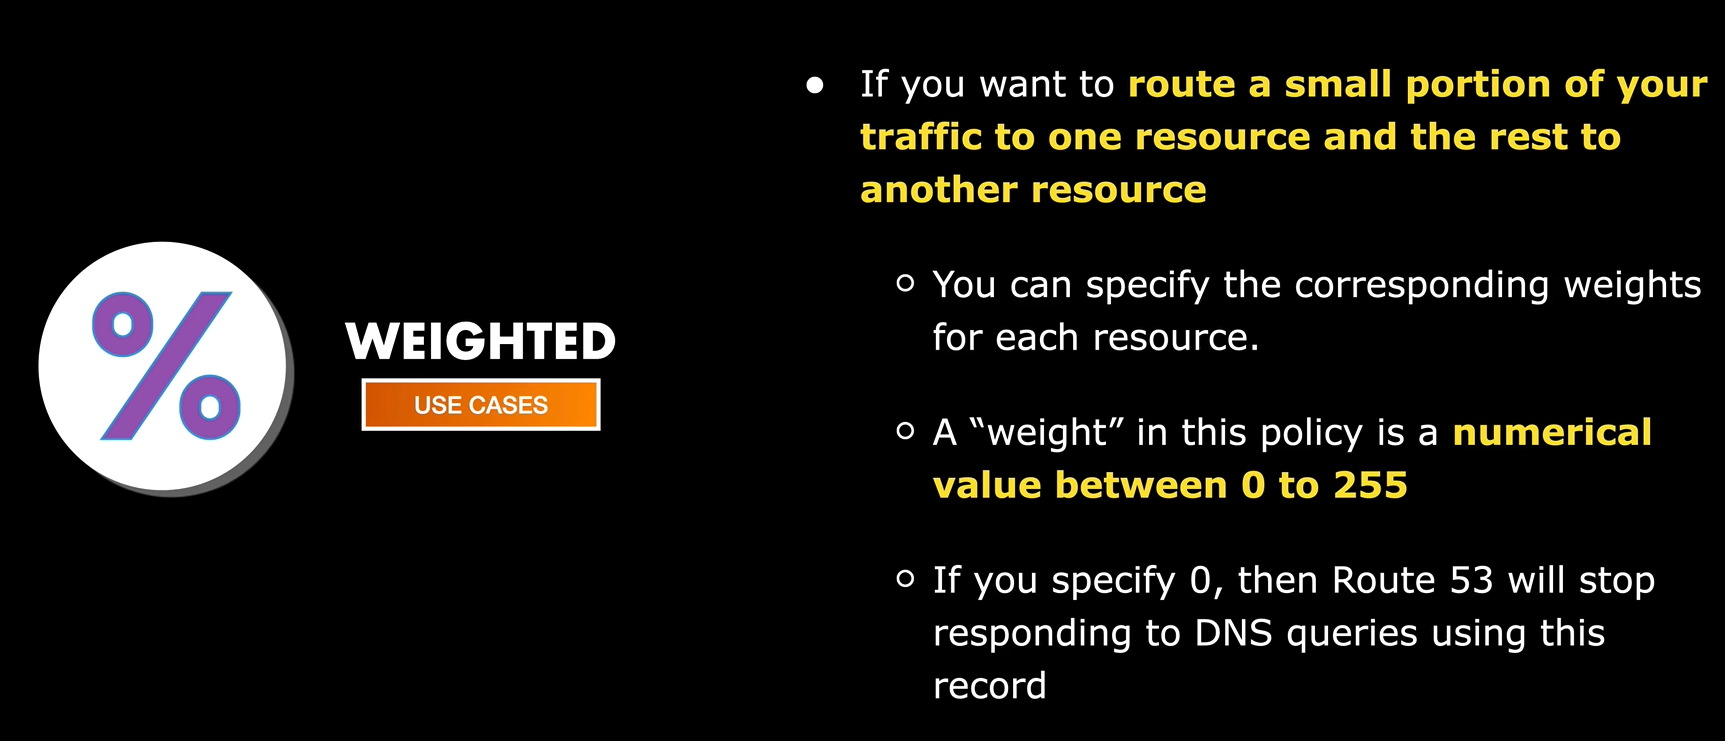 %
WEIGHTED
USE CASES
● If you want to route a small portion of your
traffic to one resource and the rest to
another resource
○ You can specify the corresponding weights
for each resource.
○ A “weight” in this policy is a numerical
value between 0 to 255
○ If you specify 0, then Route 53 will stop
responding to DNS queries using this
record